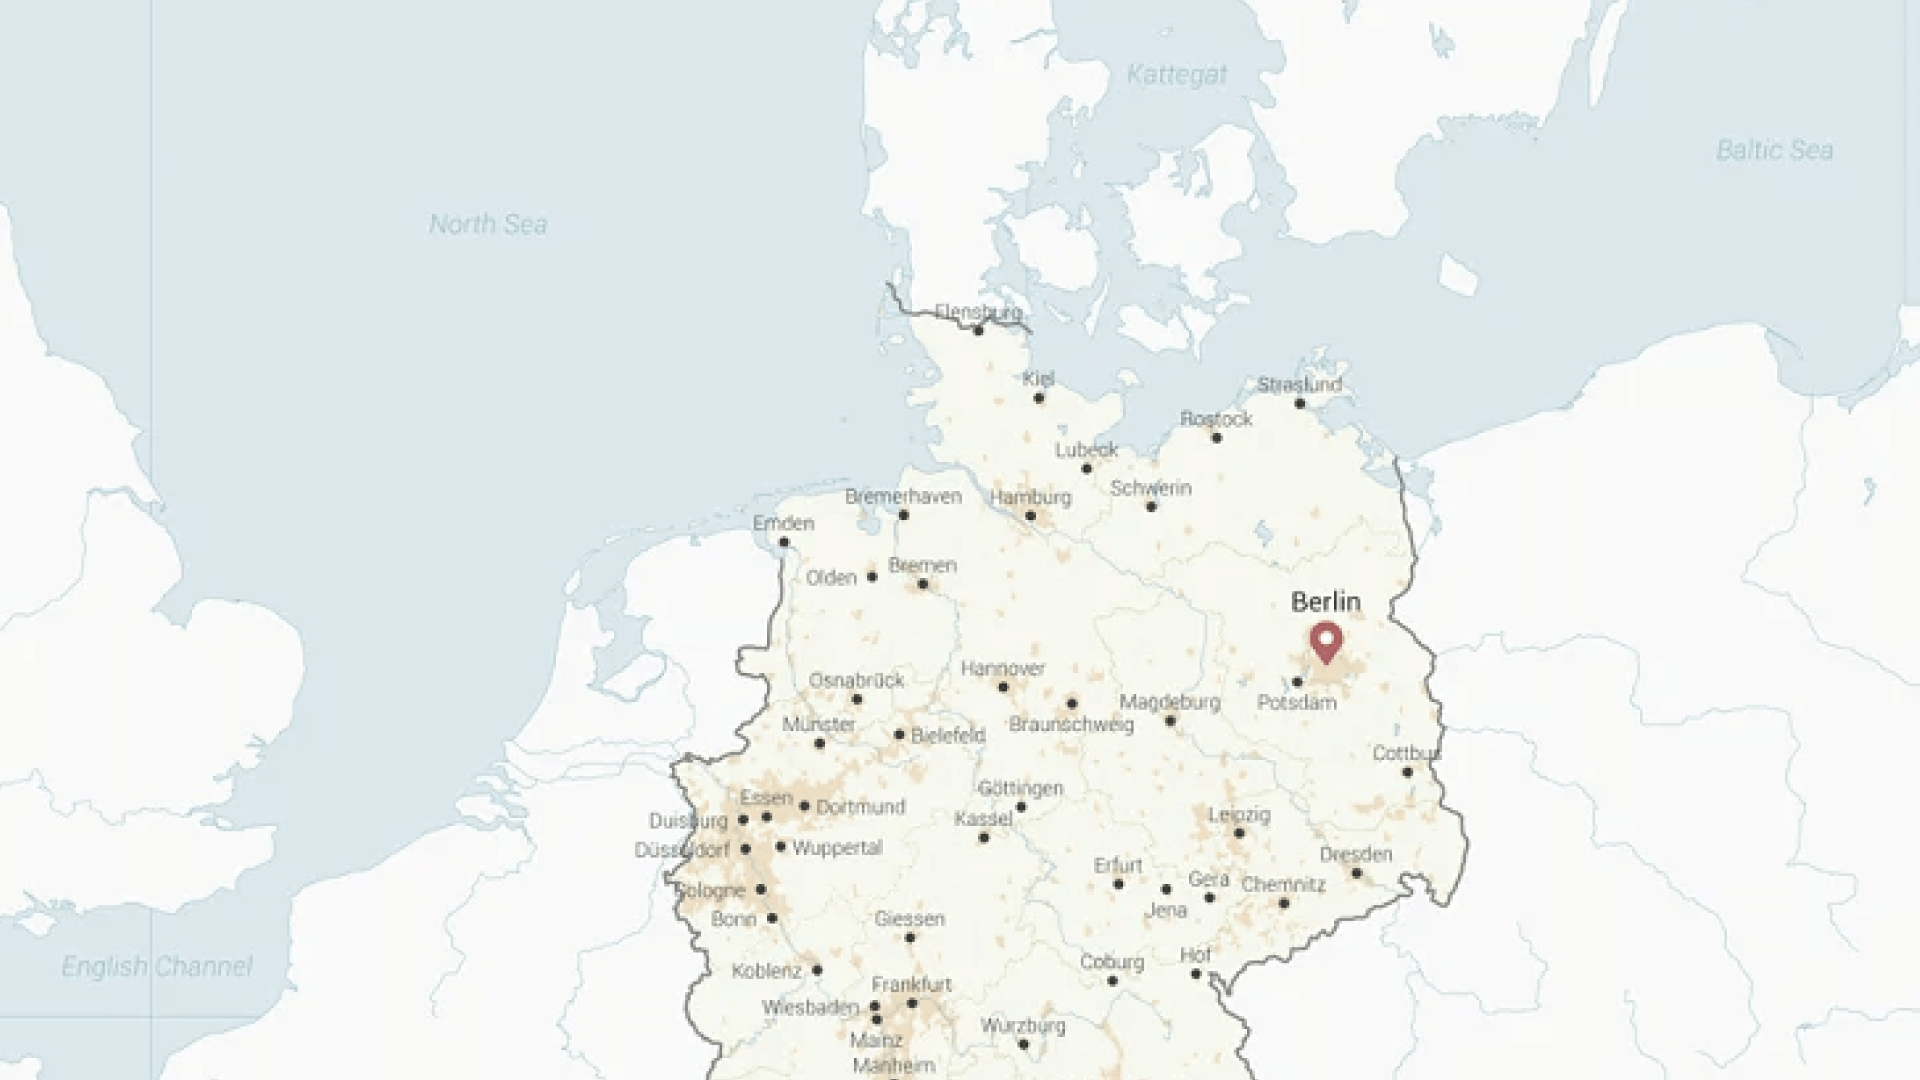 Kattegat
Baltic Sea
North Sea
Flensburg
Kiel
Straslund
Rostock
Lubeck
Schwerin
Bremerhaven
Hamburg
Emden
Olden
Bremen
Berlin
Hannover
Osnabrück
Potsdam
Magdeburg
Münster
Braunschweig
Bielefeld
Cottbus
Göttingen
Essen
Dortmund
Leipzig
Kassel
Duisburg
Düsseldorf
Wuppertal
Dresden
Erfurt
Gera
Chemnitz
Cologne
Jena
Bonn
Giessen
Hof
Coburg
English Channel
Koblenz
Frankfurt
Wiesbaden
Wurzburg
Mainz
Manheim